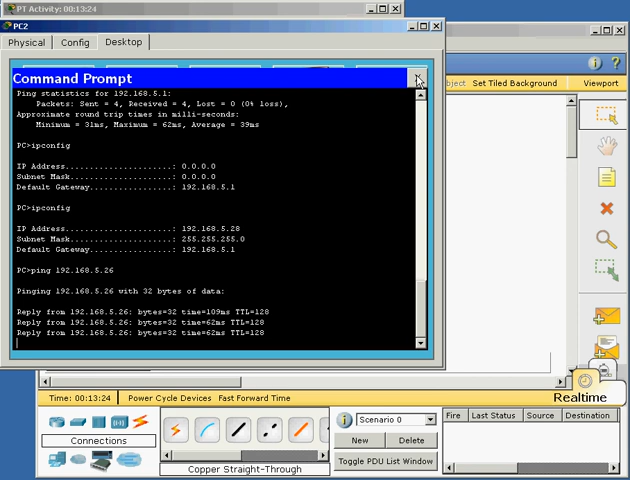 PT Activity: 00:13:24
PC2
Physical Config Desktop
Command Prompt
Ping statistics for 192.168.5.1:
Packets: Sent = 4, Received = 4, Lost = 0 (0% loss),
Approximate round trip times in milli-seconds:
Minimum = 31ms, Maximum = 62ms, Average = 39ms
PC>ipconfig
IP Address......................: 0.0.0.0
Subnet Mask.....................: 0.0.0.0
Default Gateway.................: 192.168.5.1
PC>ipconfig
IP Address......................: 192.168.5.28
Subnet Mask.....................: 255.255.255.0
Default Gateway.................: 192.168.5.1
PC>ping 192.168.5.26
Pinging 192.168.5.26 with 32 bytes of data:
Reply from 192.168.5.26: bytes=32 time=109ms TTL=128
Reply from 192.168.5.26: bytes=32 time=62ms TTL=128
Reply from 192.168.5.26: bytes=32 time=62ms TTL=128
bject Set Tiled Background Viewport
Time: 00:13:24 Power Cycle Devices Fast Forward Time Realtime
Connections
Copper Straight-Through
Scenario 0
New Delete
Toggle PDU List Window
Fire Last Status Source Destination